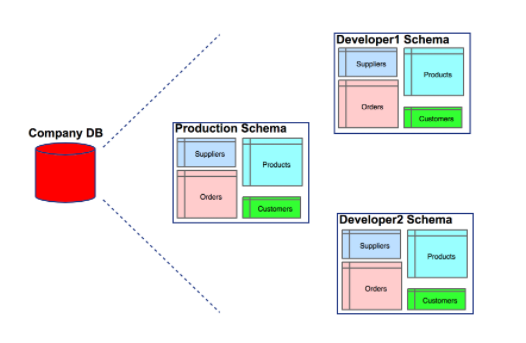 Company DB
Production Schema
Suppliers
Products
Orders
Customers
Developer1 Schema
Suppliers
Products
Orders
Customers
Developer2 Schema
Suppliers
Products
Orders
Customers